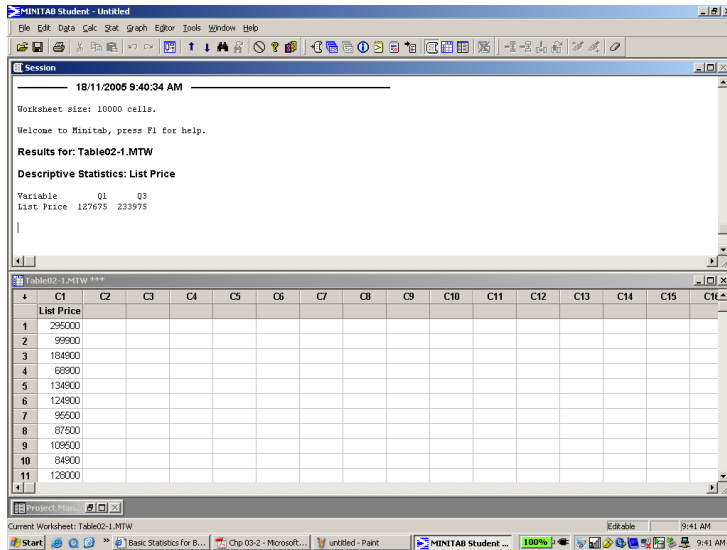 MINITAB Student - Untitled
File Edit Data Calc Stat Graph Editor Tools Window Help
Session
18/11/2005 9:40:34 AM
Worksheet size: 10000 cells.
Welcome to Minitab, press F1 for help.
Results for: Table02-1.MTW
Descriptive Statistics: List Price
Variable Q1 Q3
List Price 127675 233975
Table02-1.MTW ***
C1 C2 C3 C4 C5 C6 C7 C8 C9 C10 C11 C12 C13 C14 C15 C16
List Price
1 295000
2 99900
3 184900
4 68900
5 134900
6 124900
7 95500
8 87500
9 109500
10 84900
11 128000
Project Man...
Current Worksheet: Table02-1.MTW Editable 9:41 AM
Start » Basic Statistics for B... Chp 03-2 - Microsoft... untitled - Paint MINITAB Student ... 100% 9:41 AM